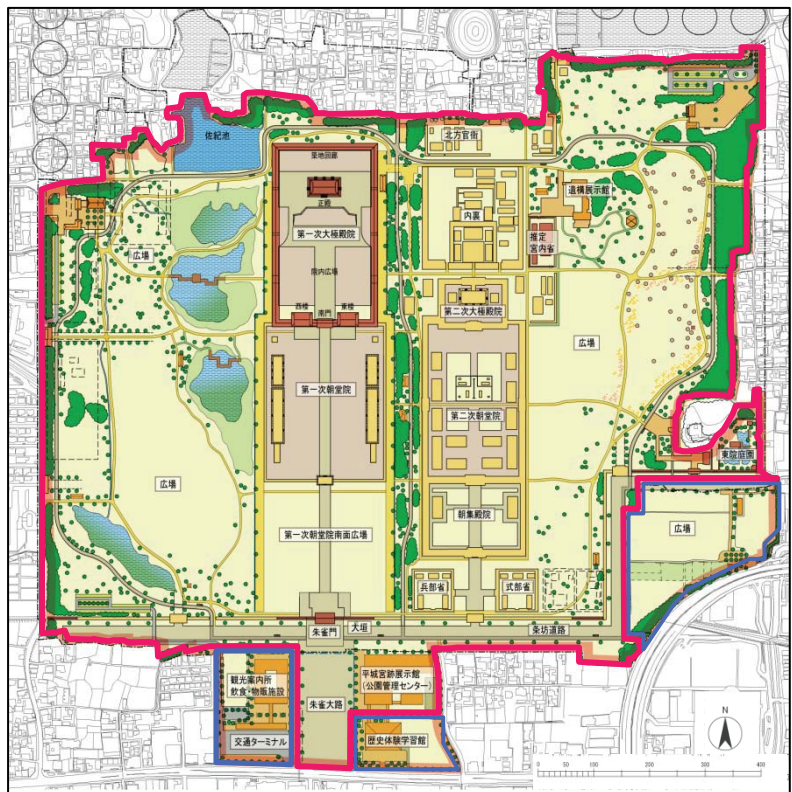 佐紀池
築地回廊
正殿
第一次大極殿院
院内広場
西楼
南門
東楼
北方官衙
内裏
遺構展示館
推定
宮内省
第二次大極殿院
広場
広場
第一次朝堂院
第二次朝堂院
東院庭園
広場
朝集殿院
広場
第一次朝堂院南面広場
兵部省
式部省
朱雀門
大垣
条坊道路
観光案内所
飲食・物販施設
平城宮跡展示館
(公園管理センター)
朱雀大路
交通ターミナル
歴史体験学習館
N
0 50 100 200 300 400